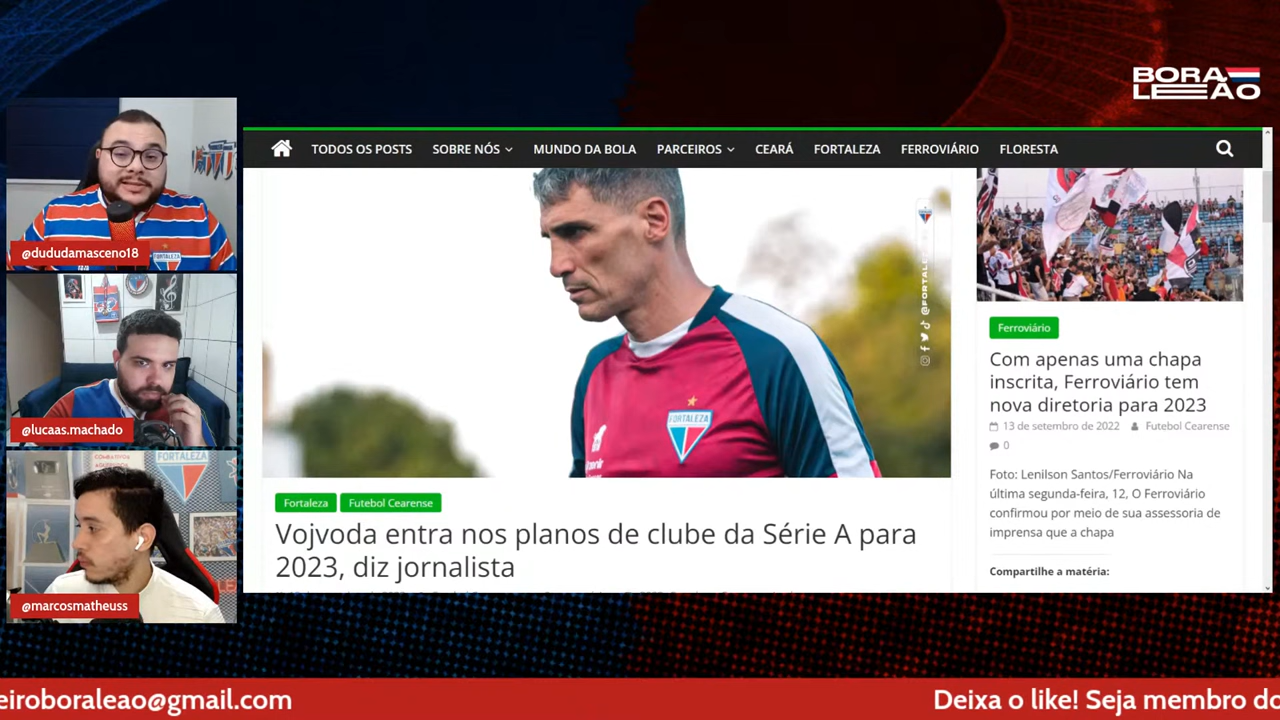 BORA
LEÃO
TODOS OS POSTS SOBRE NÓS MUNDO DA BOLA PARCEIROS CEARÁ FORTALEZA FERROVIÁRIO FLORESTA
@dududamasceno18
FORTALEZA
@lucaas.machado
FORTALEZA
@marcosmatheuss
FORTALEZA
Fortaleza Futebol Cearense
Vojvoda entra nos planos de clube da Série A para
2023, diz jornalista
Ferroviário
Com apenas uma chapa
inscrita, Ferroviário tem
nova diretoria para 2023
13 de setembro de 2022 Futebol Cearense
0
Foto: Lenilson Santos/Ferroviário Na
última segunda-feira, 12, O Ferroviário
confirmou por meio de sua assessoria de
imprensa que a chapa
Compartilhe a matéria:
eiroboraleao@gmail.com Deixa o like! Seja membro do